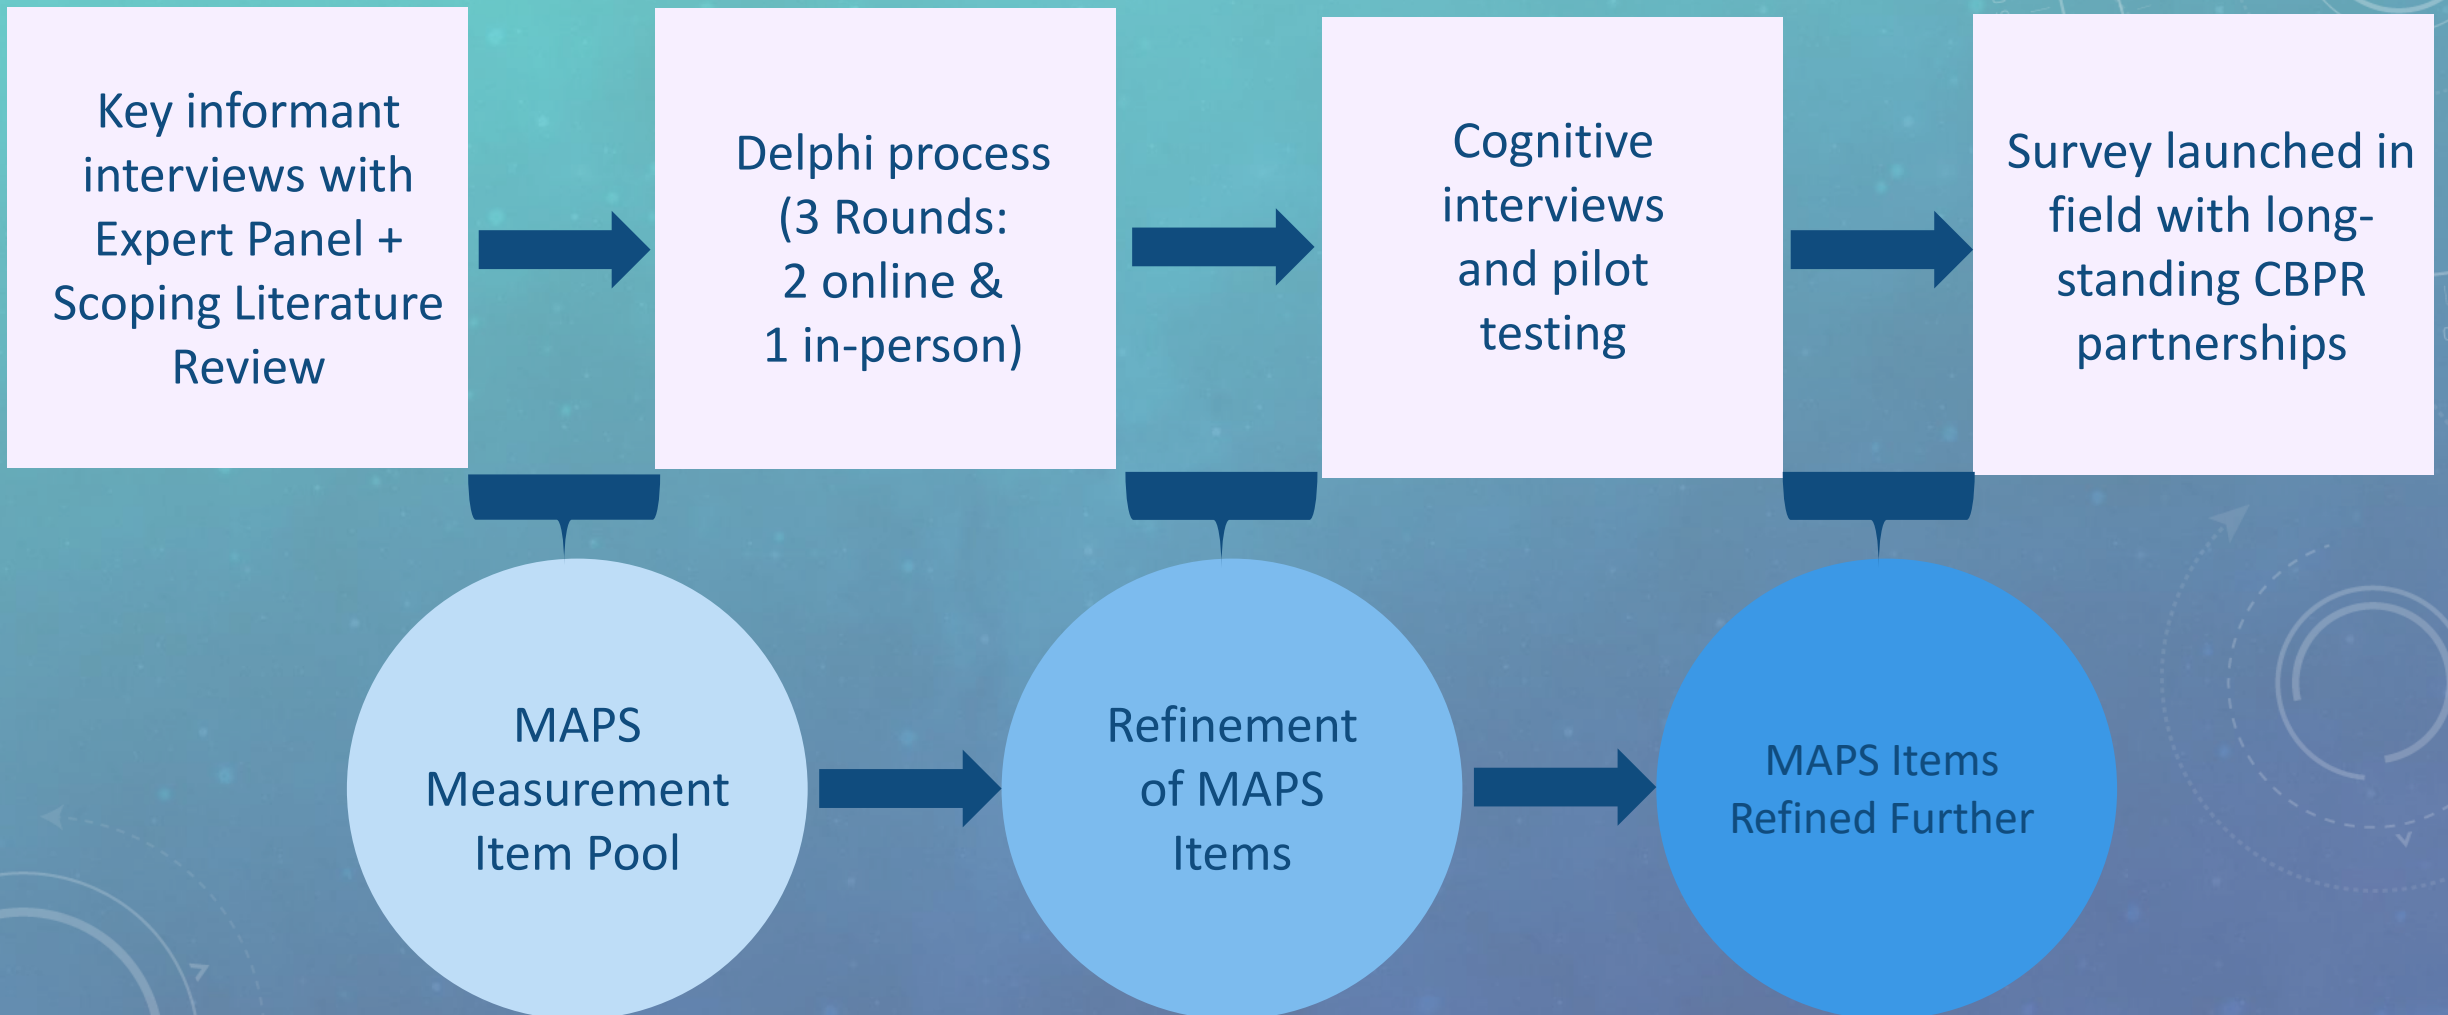 Key informant
interviews with
Expert Panel +
Scoping Literature
Review
Delphi process
(3 Rounds:
2 online &
1 in-person)
Cognitive
interviews
and pilot
testing
Survey launched in
field with long-
standing CBPR
partnerships
MAPS
Measurement
Item Pool
Refinement
of MAPS
Items
MAPS Items
Refined Further